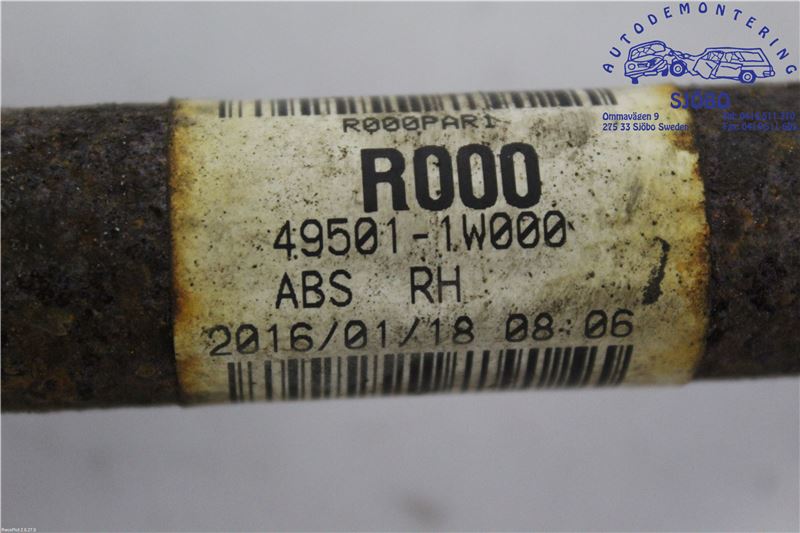 AUTODEMONTERING
SJÖBO
Ommavägen 9
275 33 Sjöbo Sweden
R000PAR1
R000
49501-1W000
ABS RH
2016/01/18 08:06